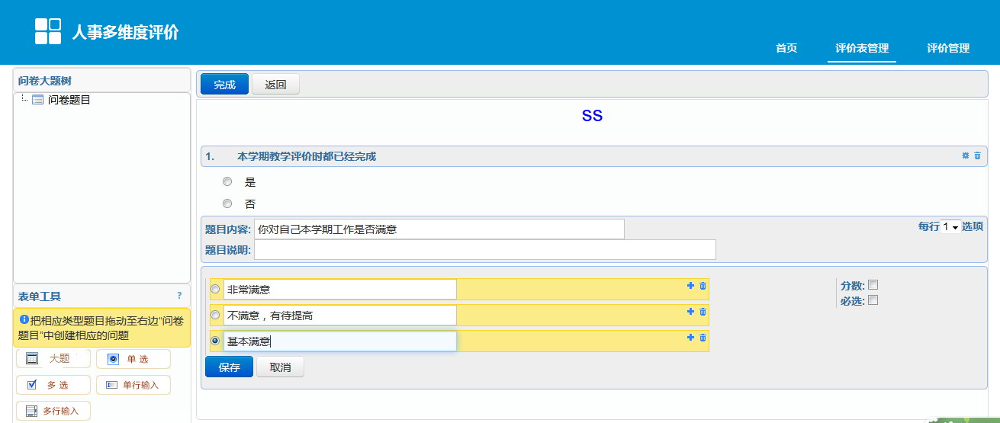 人事多维度评价
首页 评价表管理 评价管理
问卷大题树
问卷题目
完成 返回
ss
1. 本学期教学评价时都已经完成
是
否
题目内容: 你对自己本学期工作是否满意 每行 1 选项
题目说明:
非常满意
不满意，有待提高
基本满意
分数:
必选:
保存 取消
表单工具 ?
把相应类型题目拖动至右边“问卷
题目”中创建相应的问题
大题 单选
多选 单行输入
多行输入